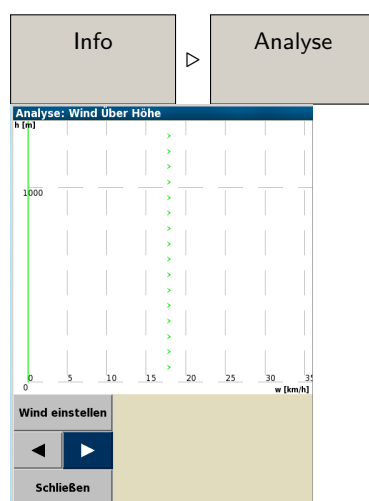 Info ▷ Analyse
Analyse: Wind Über Höhe
h [m]
1000
0 5 10 15 20 25 30 35
0
w [km/h]
Wind einstellen
◀ ▶
Schließen